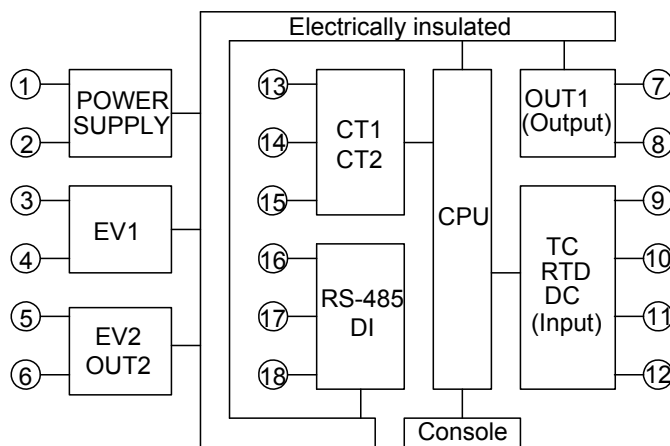 Electrically insulated
1
POWER
SUPPLY
2
3
EV1
4
5
EV2
OUT2
6
13
CT1
14
CT2
15
16
RS-485
17
DI
18
CPU
Console
7
OUT1
(Output)
8
9
TC
10
RTD
DC
11
(Input)
12